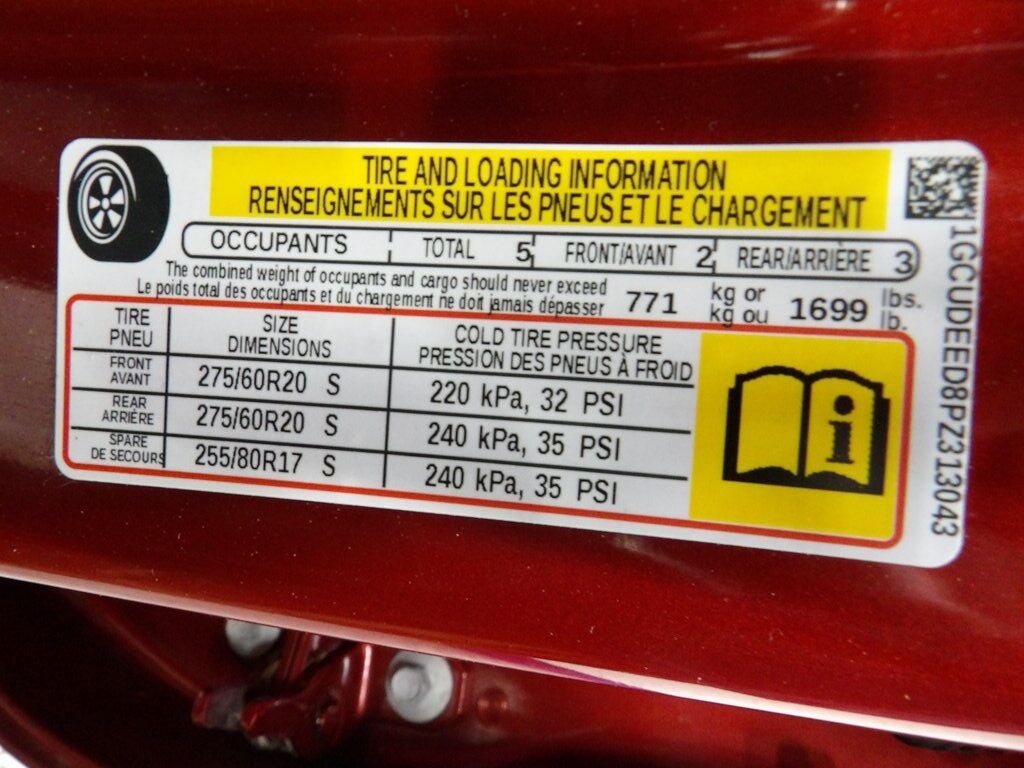 TIRE AND LOADING INFORMATION
RENSEIGNEMENTS SUR LES PNEUS ET LE CHARGEMENT
OCCUPANTS TOTAL 5 FRONT/AVANT 2 REAR/ARRIÈRE 3
The combined weight of occupants and cargo should never exceed
Le poids total des occupants et du chargement ne doit jamais dépasser
771 kg or
kg ou 1699 lbs.
lb.
TIRE
PNEU
SIZE
DIMENSIONS
COLD TIRE PRESSURE
PRESSION DES PNEUS À FROID
FRONT
AVANT
275/60R20 S
220 kPa, 32 PSI
REAR
ARRIÈRE
275/60R20 S
240 kPa, 35 PSI
SPARE
DE SECOURS
255/80R17 S
240 kPa, 35 PSI
i
1GCUDEED8PZ313043